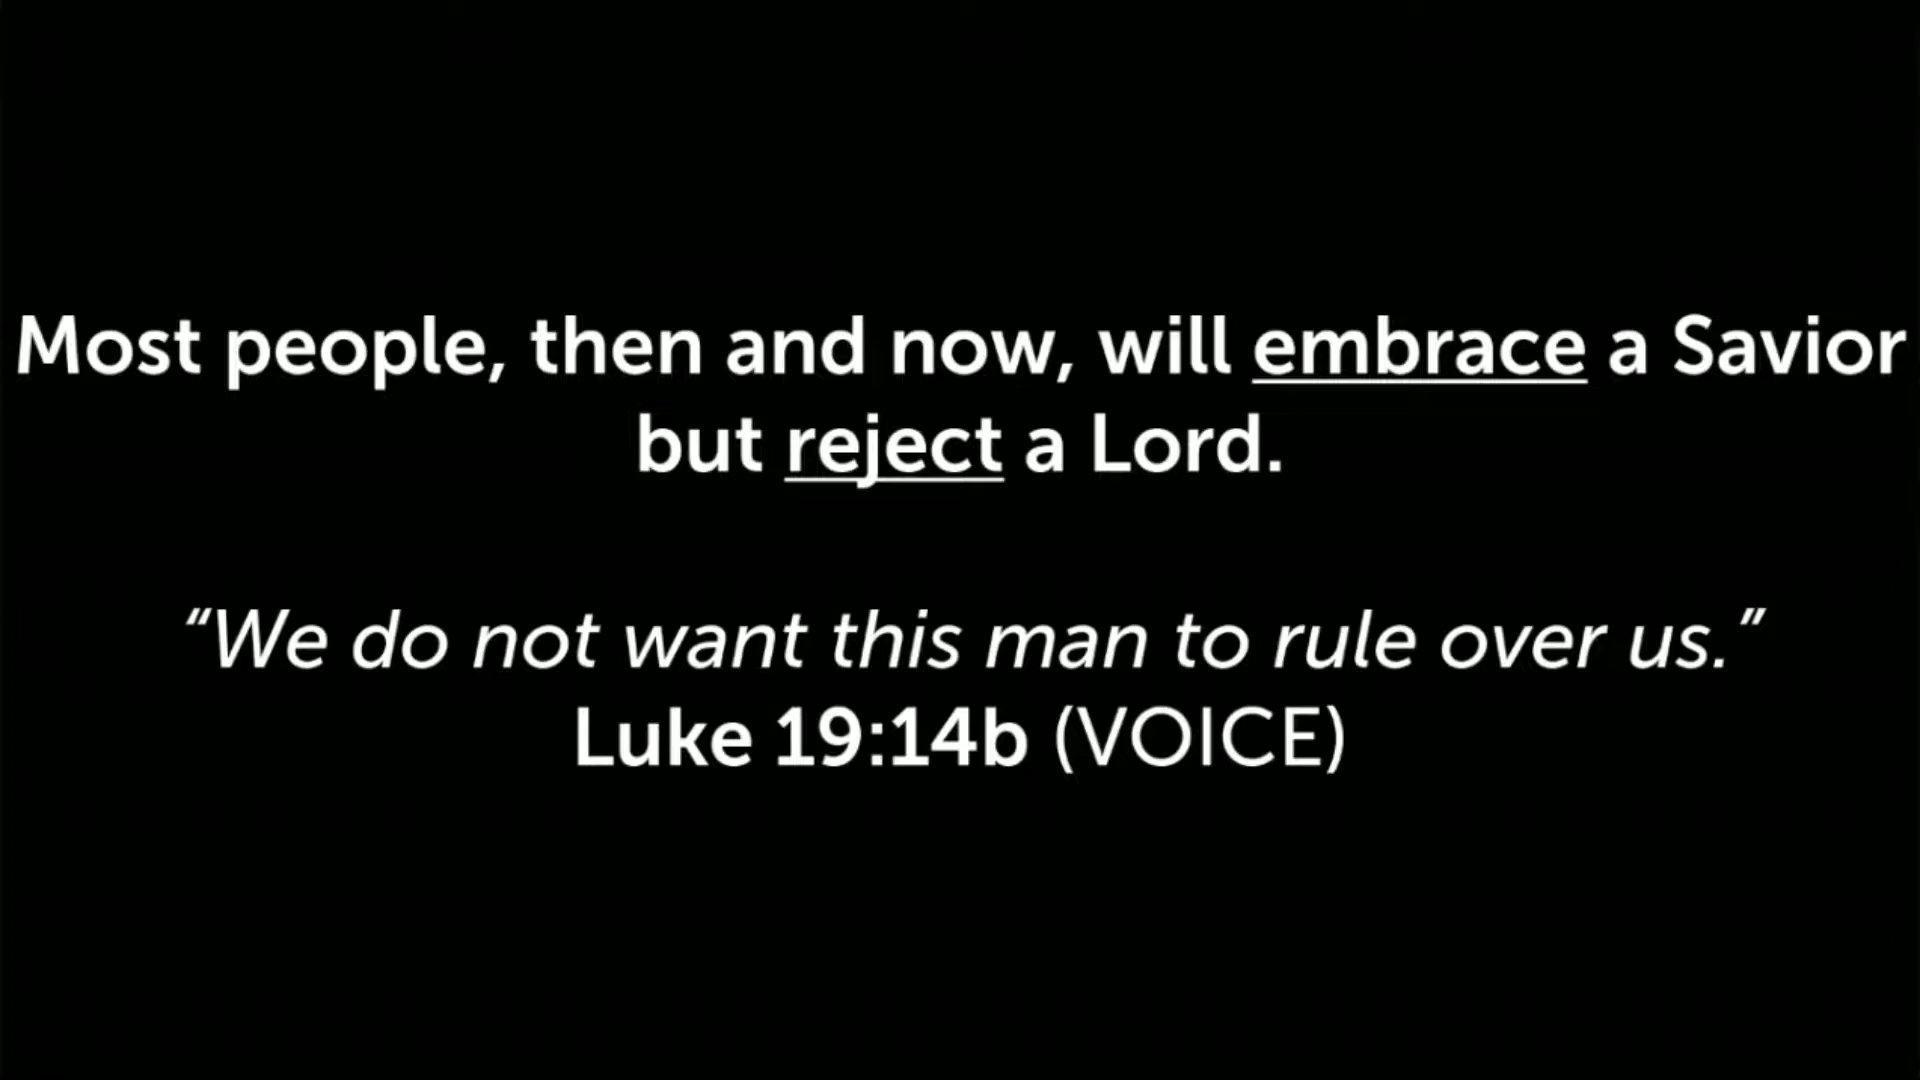 Most people, then and now, will embrace a Savior
but reject a Lord.
“We do not want this man to rule over us.”
Luke 19:14b (VOICE)